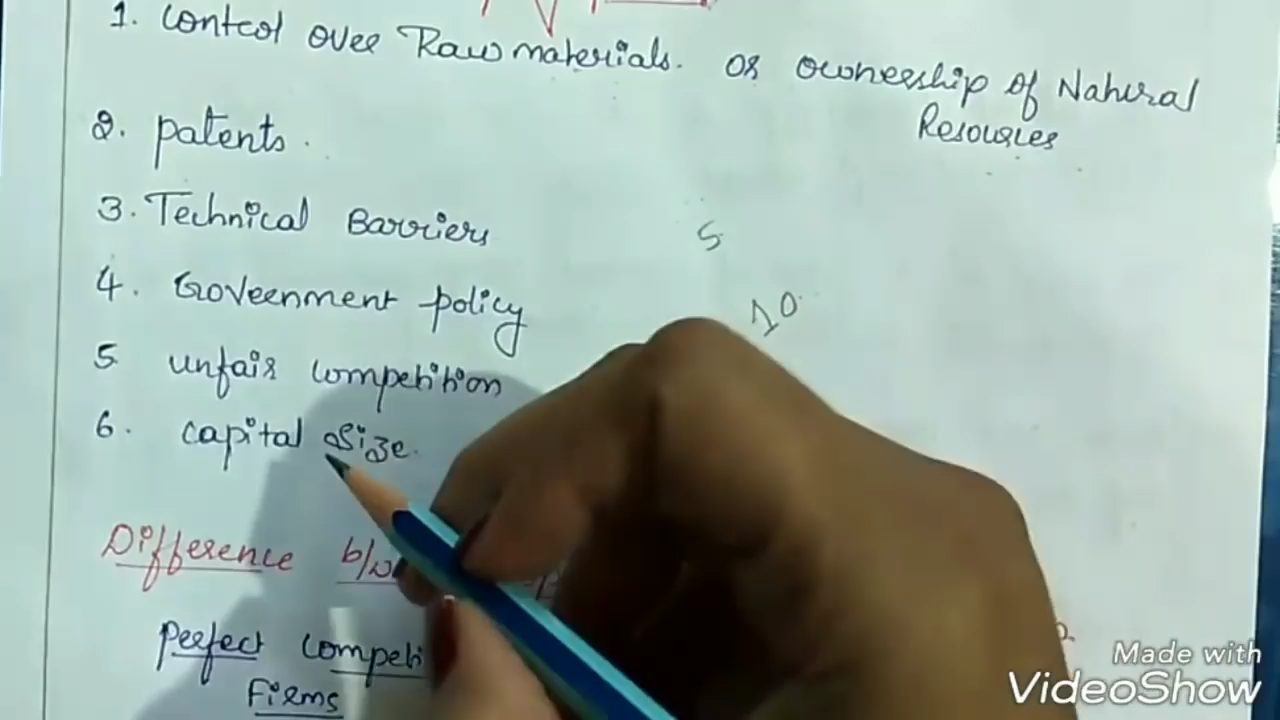 1. Control over Raw materials. or ownership of Natural
Resources
2. patents.
3. Technical Barriers
4. Government policy
5 unfair competition
6. capital size.
5
10
Difference b/w
perfect
Firms
Made with
VideoShow